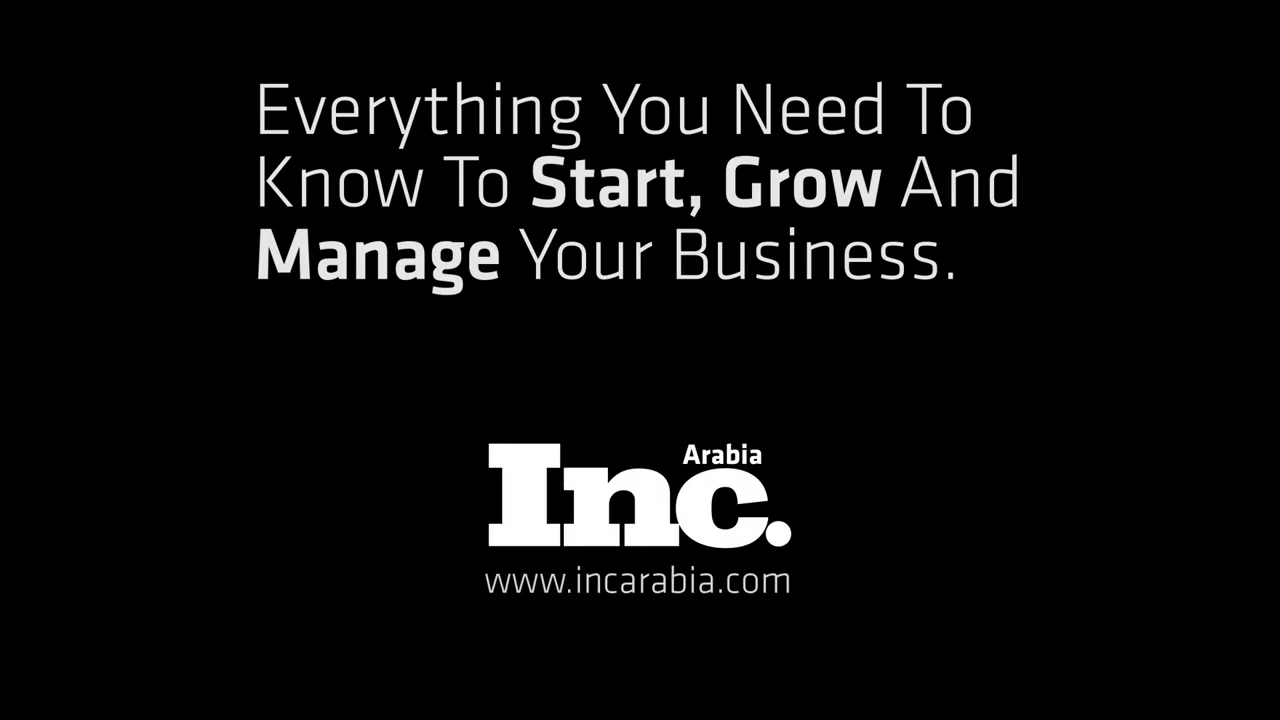 Everything You Need To
Know To Start, Grow And
Manage Your Business.
Arabia
Inc.
www.incarabia.com